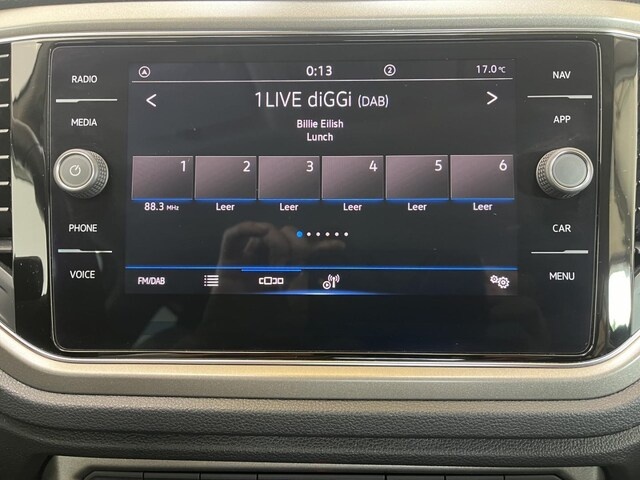 RADIO
MEDIA
PHONE
VOICE
0:13
2
17.0 °C
1LIVE diGGi (DAB)
Billie Eilish
Lunch
1 2 3 4 5 6
88.3 MHz Leer Leer Leer Leer Leer
FM/DAB
NAV
APP
CAR
MENU